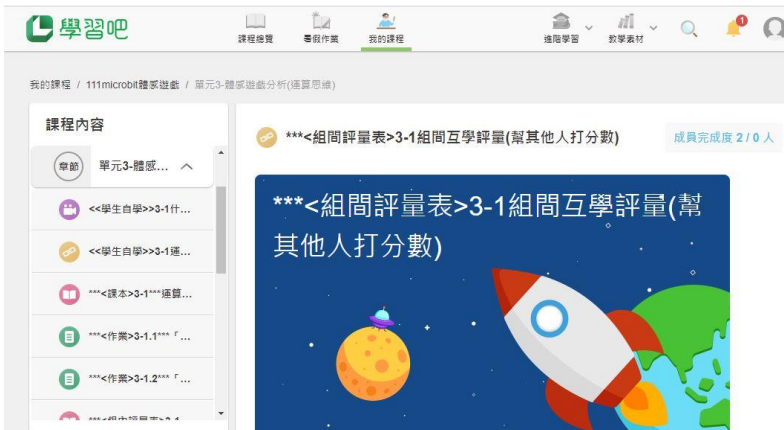 學習吧
課程總覽
暑假作業
我的課程
進階學習
教學素材
1
我的課程 / 111microbit體感遊戲 / 單元3-體感遊戲分析(運算思維)
課程內容
章節
單元3-體感...
<<學生自學>>3-1什...
<<學生自學>>3-1運...
***<課本>3-1***運算...
***<作業>3-1.1***「...
***<作業>3-1.2***「...
***<組間評量表>3-1組間互學評量(幫其他人打分數)
成員完成度 2 / 0 人
***<組間評量表>3-1組間互學評量(幫
其他人打分數)